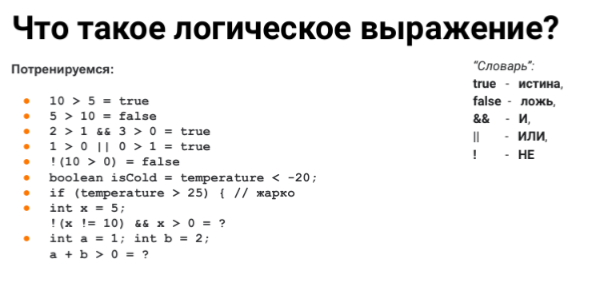 Что такое логическое выражение?
Потренируемся:
10 > 5 = true
5 > 10 = false
2 > 1 && 3 > 0 = true
1 > 0 || 0 > 1 = true
!(10 > 0) = false
boolean isCold = temperature < -20;
if (temperature > 25) { // жарко
int x = 5;
!(x != 10) && x > 0 = ?
int a = 1; int b = 2;
a + b > 0 = ?
"Словарь":
true - истина,
false - ложь,
&& - И,
|| - ИЛИ,
! - НЕ